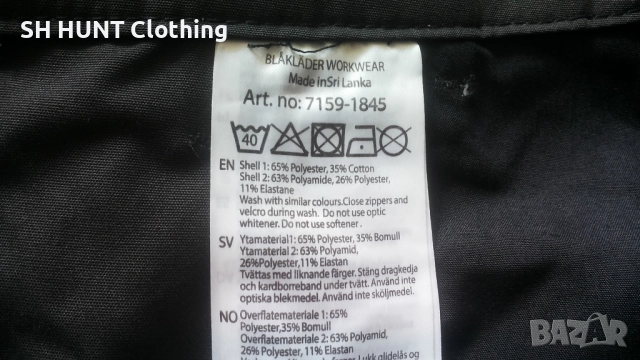 SH HUNT Clothing
BLÅKLÄDER WORKWEAR
Made inSri Lanka
Art. no: 7159-1845
40
EN Shell 1: 65% Polyester, 35% Cotton
Shell 2: 63% Polyamide, 26% Polyester,
11% Elastane
Wash with similar colours.Close zippers and
velcro during wash. Do not use optic
whitener. Do not use softener .
SV Ytamaterial1: 65% Polyester, 35% Bomull
Ytamaterial 2: 63% Polyamid,
26%Polyester,11% Elastan
Tvättas med liknande färger. Stäng dragkedja
och kardborreband under tvätt. Använd inte
optiska blekmedel. Använd inte sköljmedel.
NO Overflatemateriale 1: 65%
Polyester,35% Bomull
Overflatemateriale 2: 63% Polyamid,
26% Polyester,11% Elastan
Lukk glidelås og
BAZAR